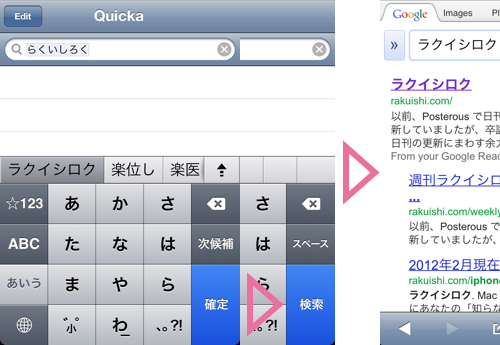 Edit
Quicka
らくいしろく
ラクイシロク 楽位し 楽医
☆123 あ か さ さ
ABC た な は 次候補 は スペース
あいう ま や ら 確定 ら 検索
小 わ 、。?! 、。?!
Google Images
» ラクイシロク
ラクイシロク
rakuishi.com/
以前、Posterous で日刊
新していましたが、卒論
日刊の更新にまわす余力
From your Google Read
週刊ラクイシロ
...
rakuishi.com/weekly
以前、Posterous で
新していましたが、
2012年2月現在
rakuishi.com/iphone
ラクイシロク. Mac
にあなたの「知らな